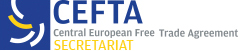 CEFTA
Central European Free Trade Agreement
SECRETARIAT